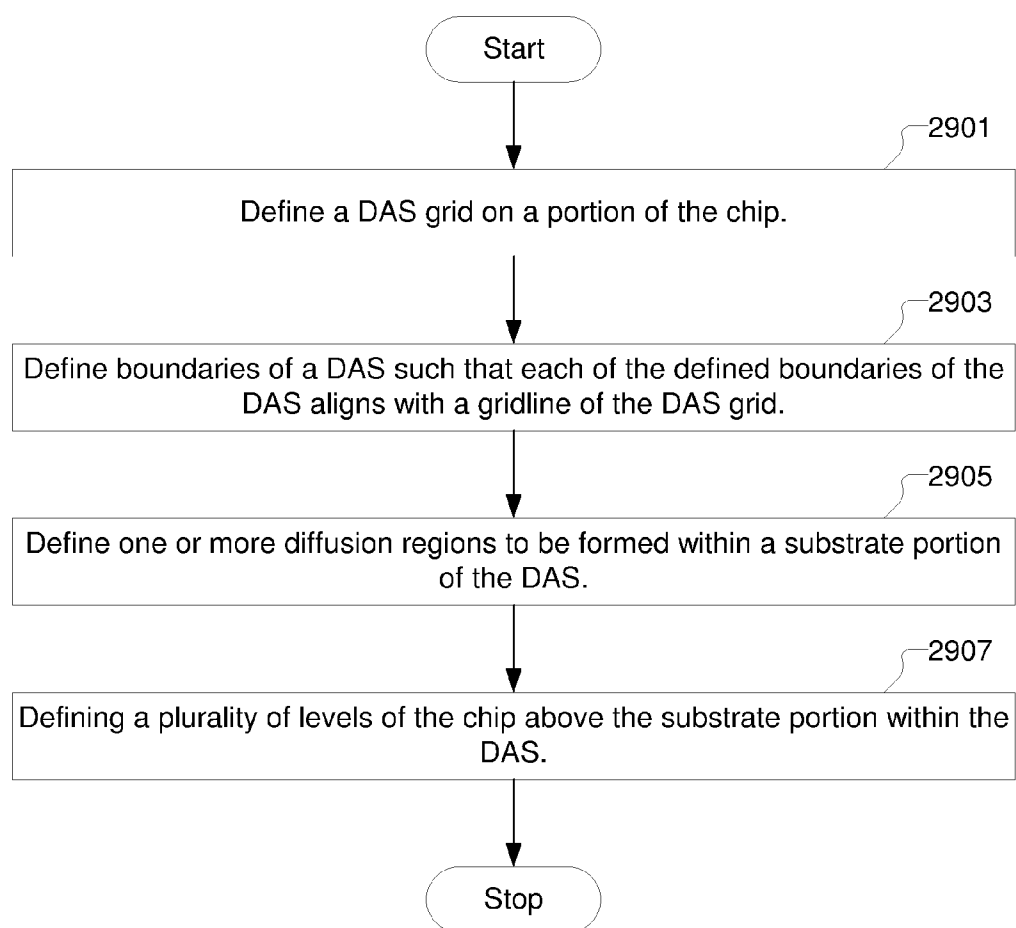 Start
2901
Define a DAS grid on a portion of the chip.
2903
Define boundaries of a DAS such that each of the defined boundaries of the
DAS aligns with a gridline of the DAS grid.
2905
Define one or more diffusion regions to be formed within a substrate portion
of the DAS.
2907
Defining a plurality of levels of the chip above the substrate portion within the
DAS.
Stop